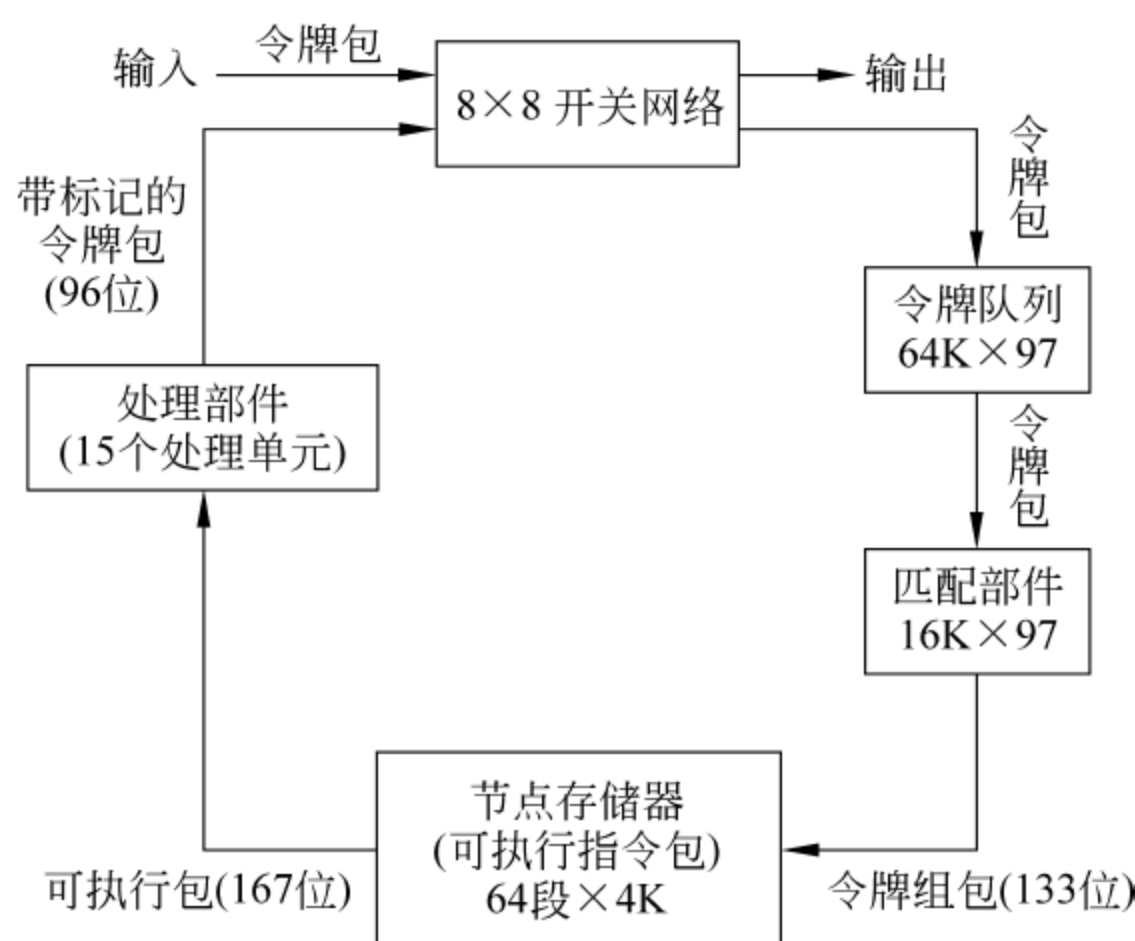 令牌包
输入
8×8 开关网络
输出
令牌包
带标记的
令牌包
(96位)
令牌队列
64K×97
令牌包
处理部件
(15个处理单元)
匹配部件
16K×97
节点存储器
(可执行指令包)
64段×4K
可执行包(167位)
令牌组包(133位)